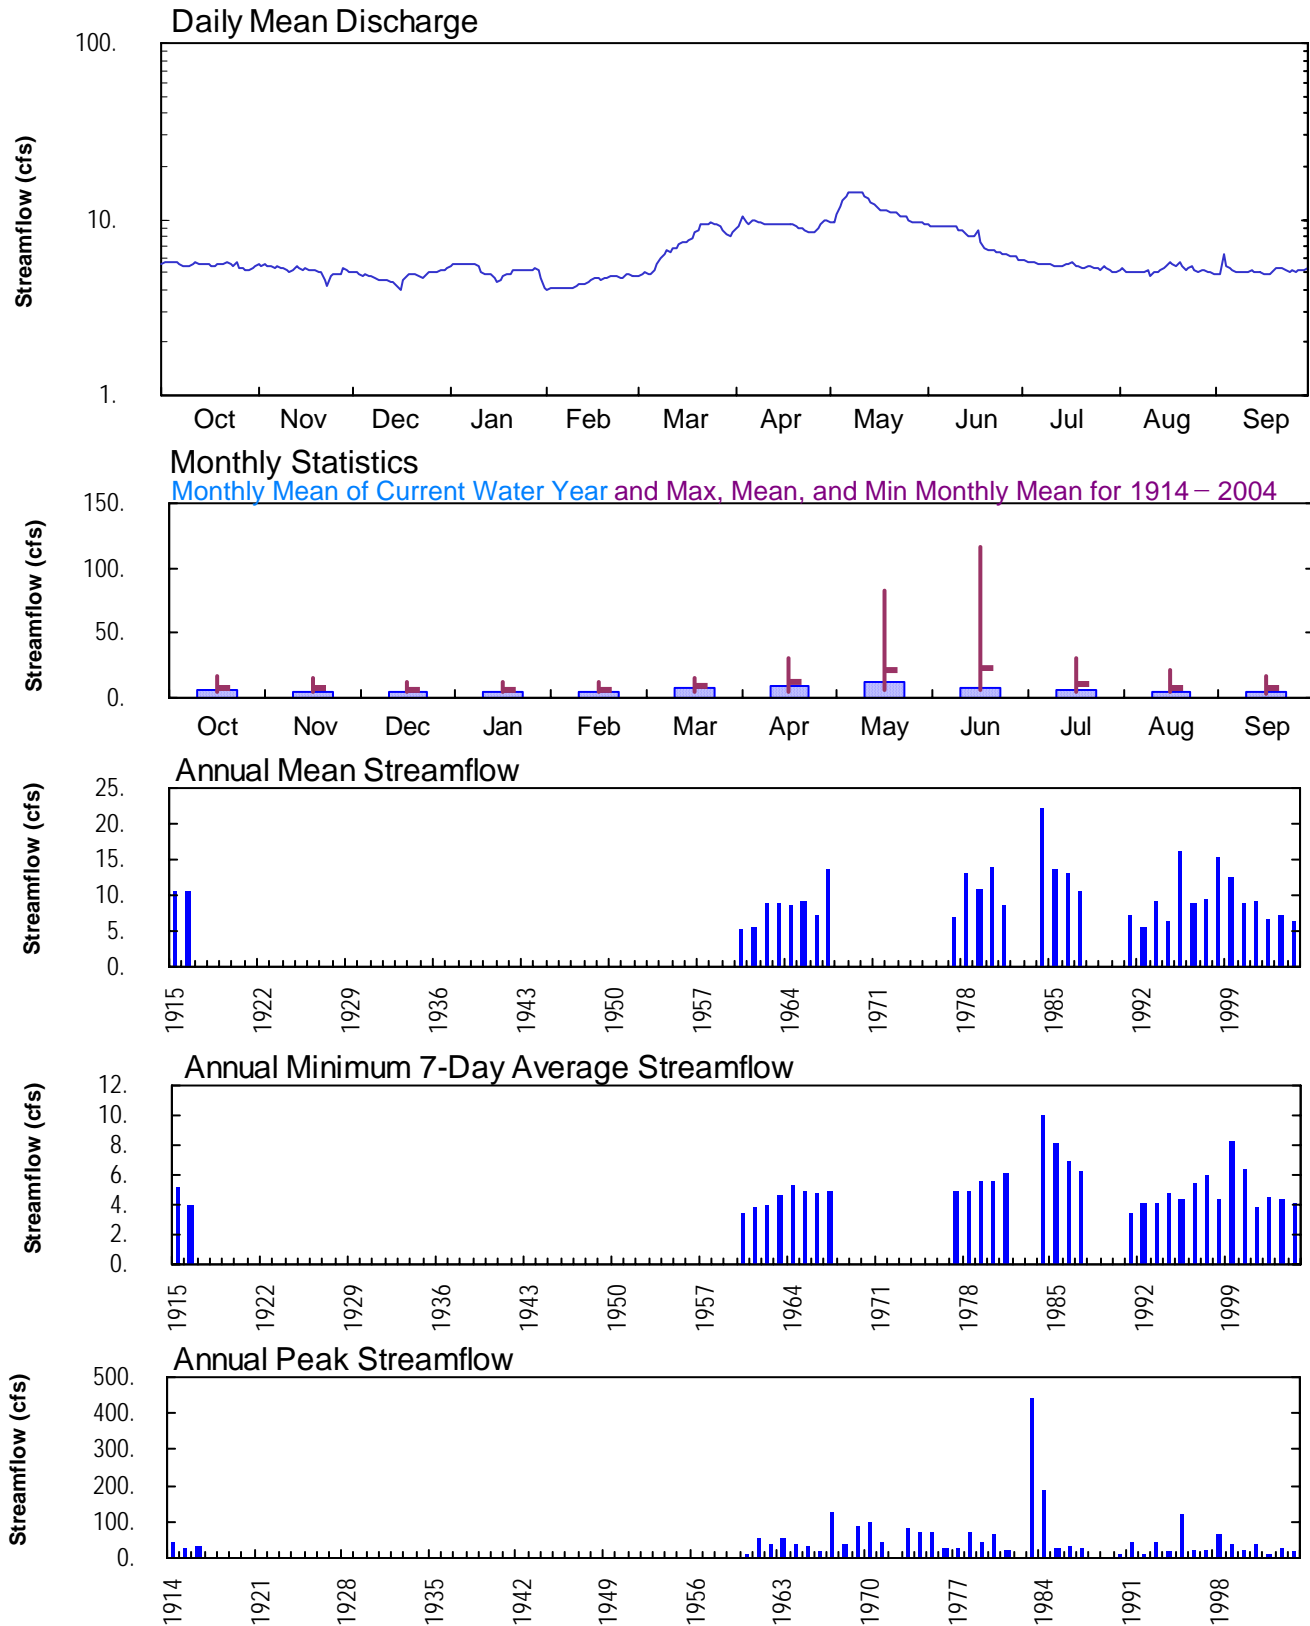 Daily Mean Discharge
Streamflow (cfs)
100.
10.
1.
Oct Nov Dec Jan Feb Mar Apr May Jun Jul Aug Sep
Monthly Statistics
Monthly Mean of Current Water Year and Max, Mean, and Min Monthly Mean for 1914 – 2004
Streamflow (cfs)
150.
100.
50.
0.
Oct Nov Dec Jan Feb Mar Apr May Jun Jul Aug Sep
Annual Mean Streamflow
Streamflow (cfs)
25.
20.
15.
10.
5.
0.
1915 1922 1929 1936 1943 1950 1957 1964 1971 1978 1985 1992 1999
Annual Minimum 7-Day Average Streamflow
Streamflow (cfs)
12.
10.
8.
6.
4.
2.
0.
1915 1922 1929 1936 1943 1950 1957 1964 1971 1978 1985 1992 1999
Annual Peak Streamflow
Streamflow (cfs)
500.
400.
300.
200.
100.
0.
1914 1921 1928 1935 1942 1949 1956 1963 1970 1977 1984 1991 1998